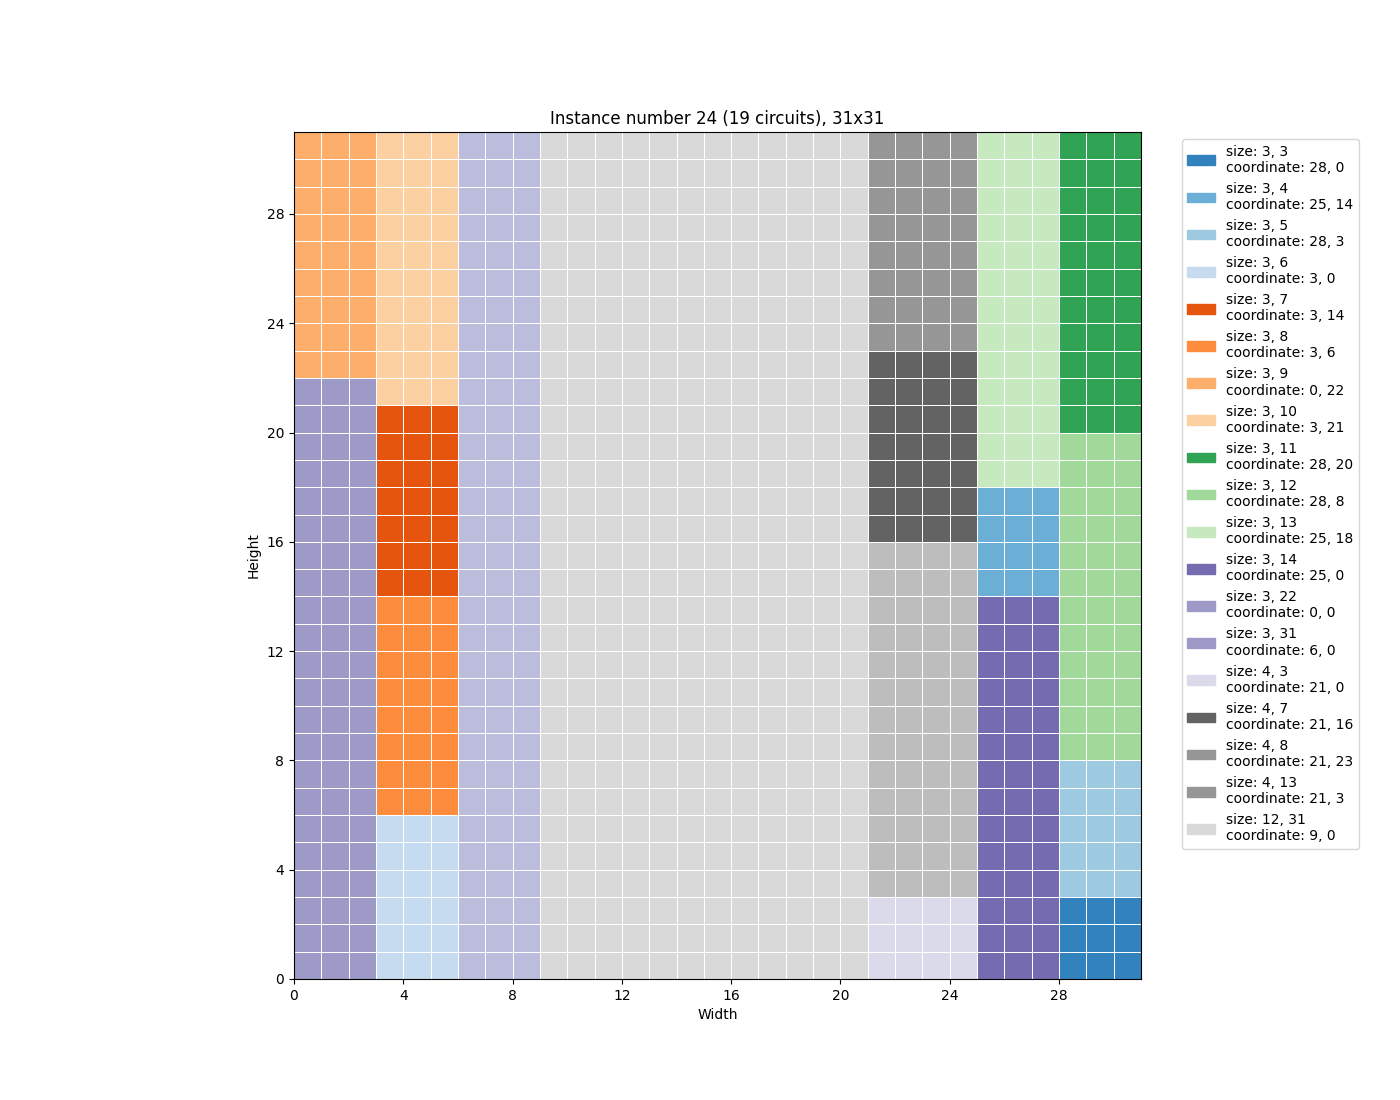 Instance number 24 (19 circuits), 31x31
28
24
20
16
12
8
4
0
Height
0 4 8 12 16 20 24 28
Width
size: 3, 3
coordinate: 28, 0
size: 3, 4
coordinate: 25, 14
size: 3, 5
coordinate: 28, 3
size: 3, 6
coordinate: 3, 0
size: 3, 7
coordinate: 3, 14
size: 3, 8
coordinate: 3, 6
size: 3, 9
coordinate: 0, 22
size: 3, 10
coordinate: 3, 21
size: 3, 11
coordinate: 28, 20
size: 3, 12
coordinate: 28, 8
size: 3, 13
coordinate: 25, 18
size: 3, 14
coordinate: 25, 0
size: 3, 22
coordinate: 0, 0
size: 3, 31
coordinate: 6, 0
size: 4, 3
coordinate: 21, 0
size: 4, 7
coordinate: 21, 16
size: 4, 8
coordinate: 21, 23
size: 4, 13
coordinate: 21, 3
size: 12, 31
coordinate: 9, 0